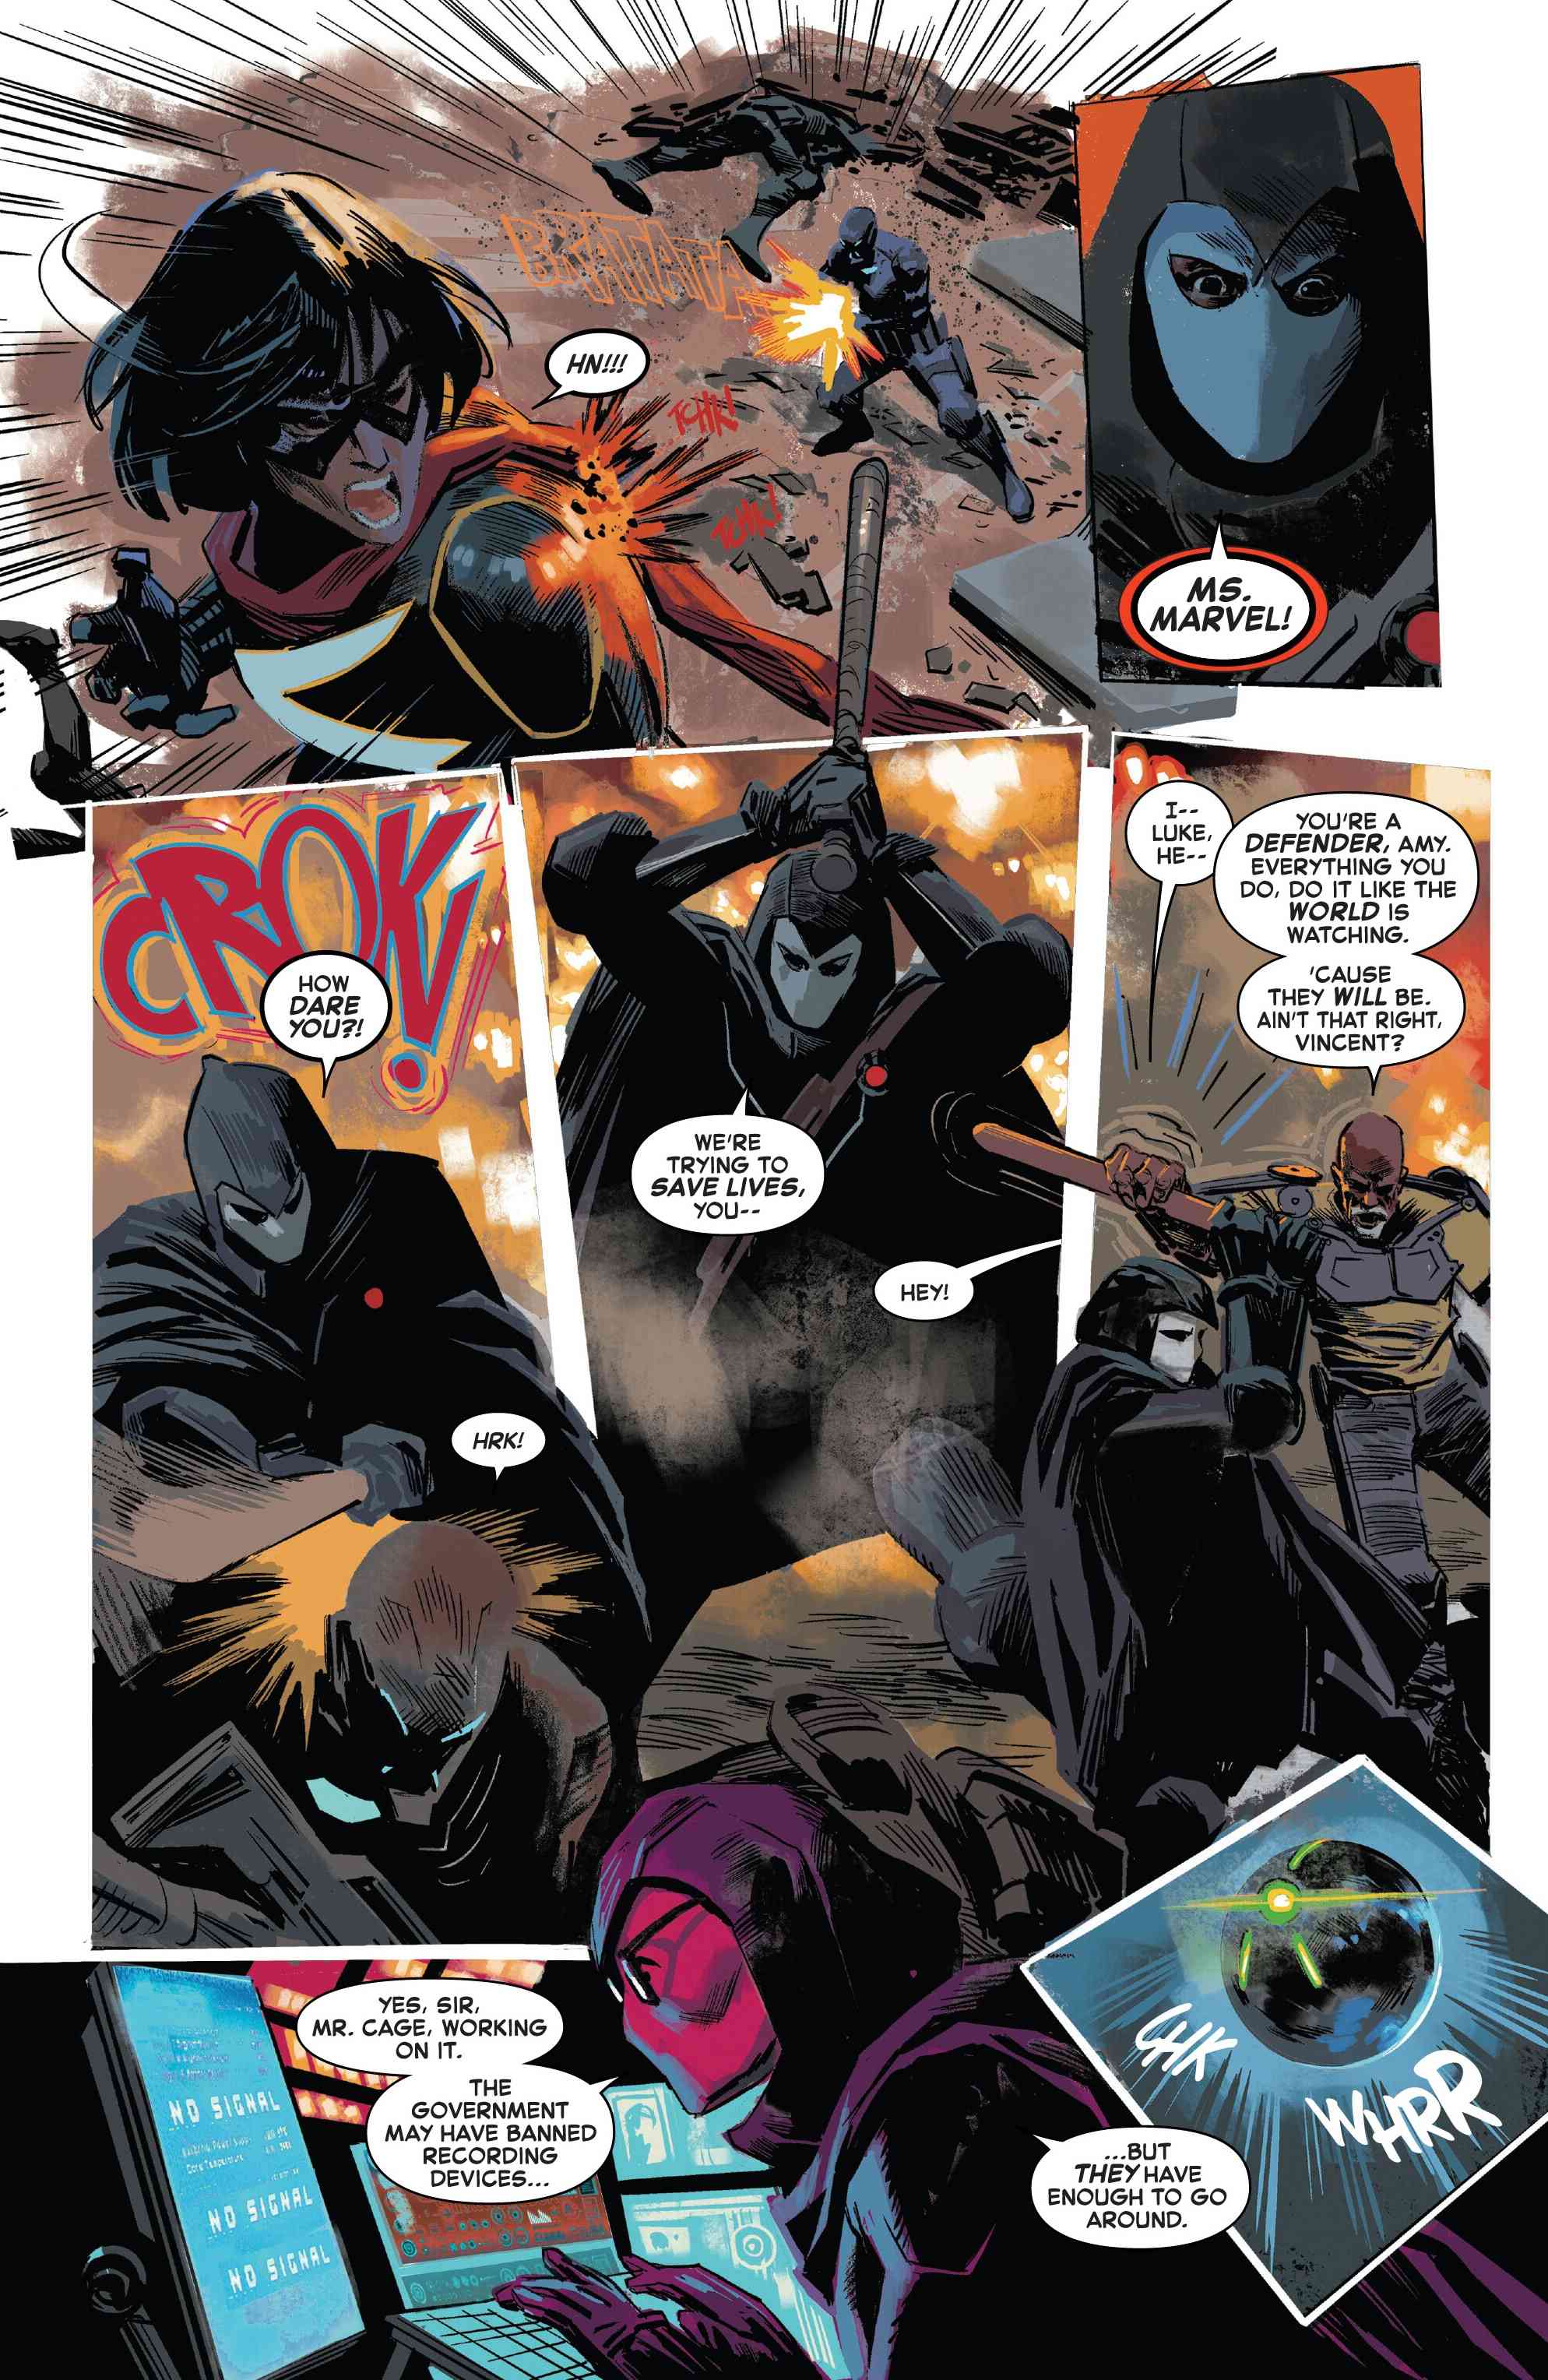 BRATATATA
HN!!!
TCHK!
TCHK!
MS.
MARVEL!
CROK!
HOW
DARE
YOU?!
HRK!
WE'RE
TRYING TO
SAVE LIVES,
YOU--
HEY!
I--
LUKE,
HE--
YOU'RE A
DEFENDER, AMY.
EVERYTHING YOU
DO, DO IT LIKE THE
WORLD IS
WATCHING.
'CAUSE
THEY WILL BE.
AIN'T THAT RIGHT,
VINCENT?
YES, SIR,
MR. CAGE, WORKING
ON IT.
THE
GOVERNMENT
MAY HAVE BANNED
RECORDING
DEVICES...
NO SIGNAL
Core Temperature
NO SIGNAL
NO SIGNAL
CHK
WHRR
...BUT
THEY HAVE
ENOUGH TO GO
AROUND.